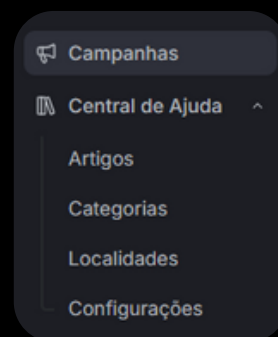 Campanhas
Central de Ajuda
Artigos
Categorias
Localidades
Configurações